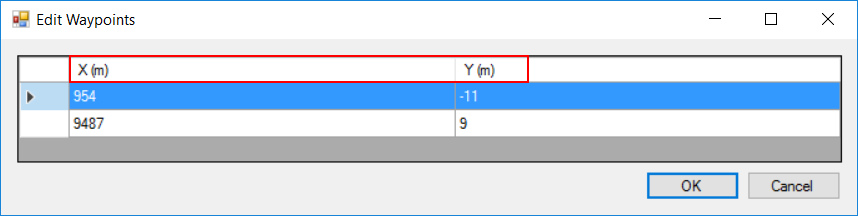 Edit Waypoints
X (m) Y (m)
954 -11
9487 9
OK Cancel